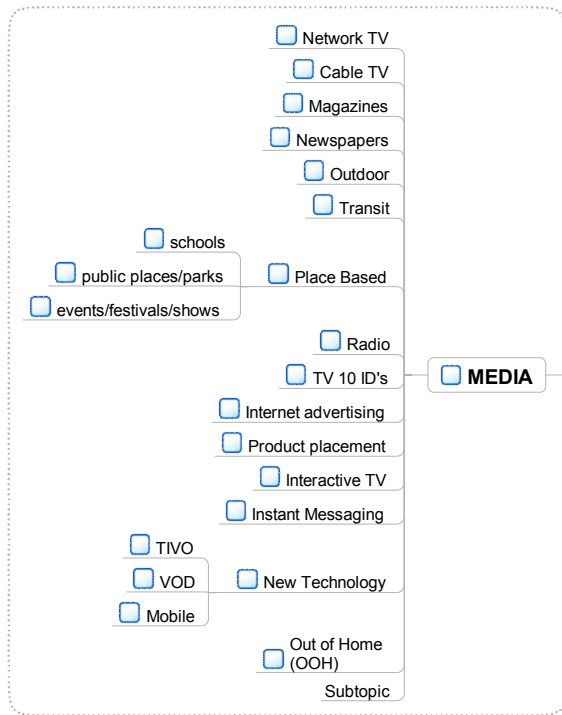 Network TV
Cable TV
Magazines
Newspapers
Outdoor
Transit
schools
public places/parks
events/festivals/shows
Place Based
Radio
TV 10 ID's
MEDIA
Internet advertising
Product placement
Interactive TV
Instant Messaging
TIVO
VOD
Mobile
New Technology
Out of Home
(OOH)
Subtopic